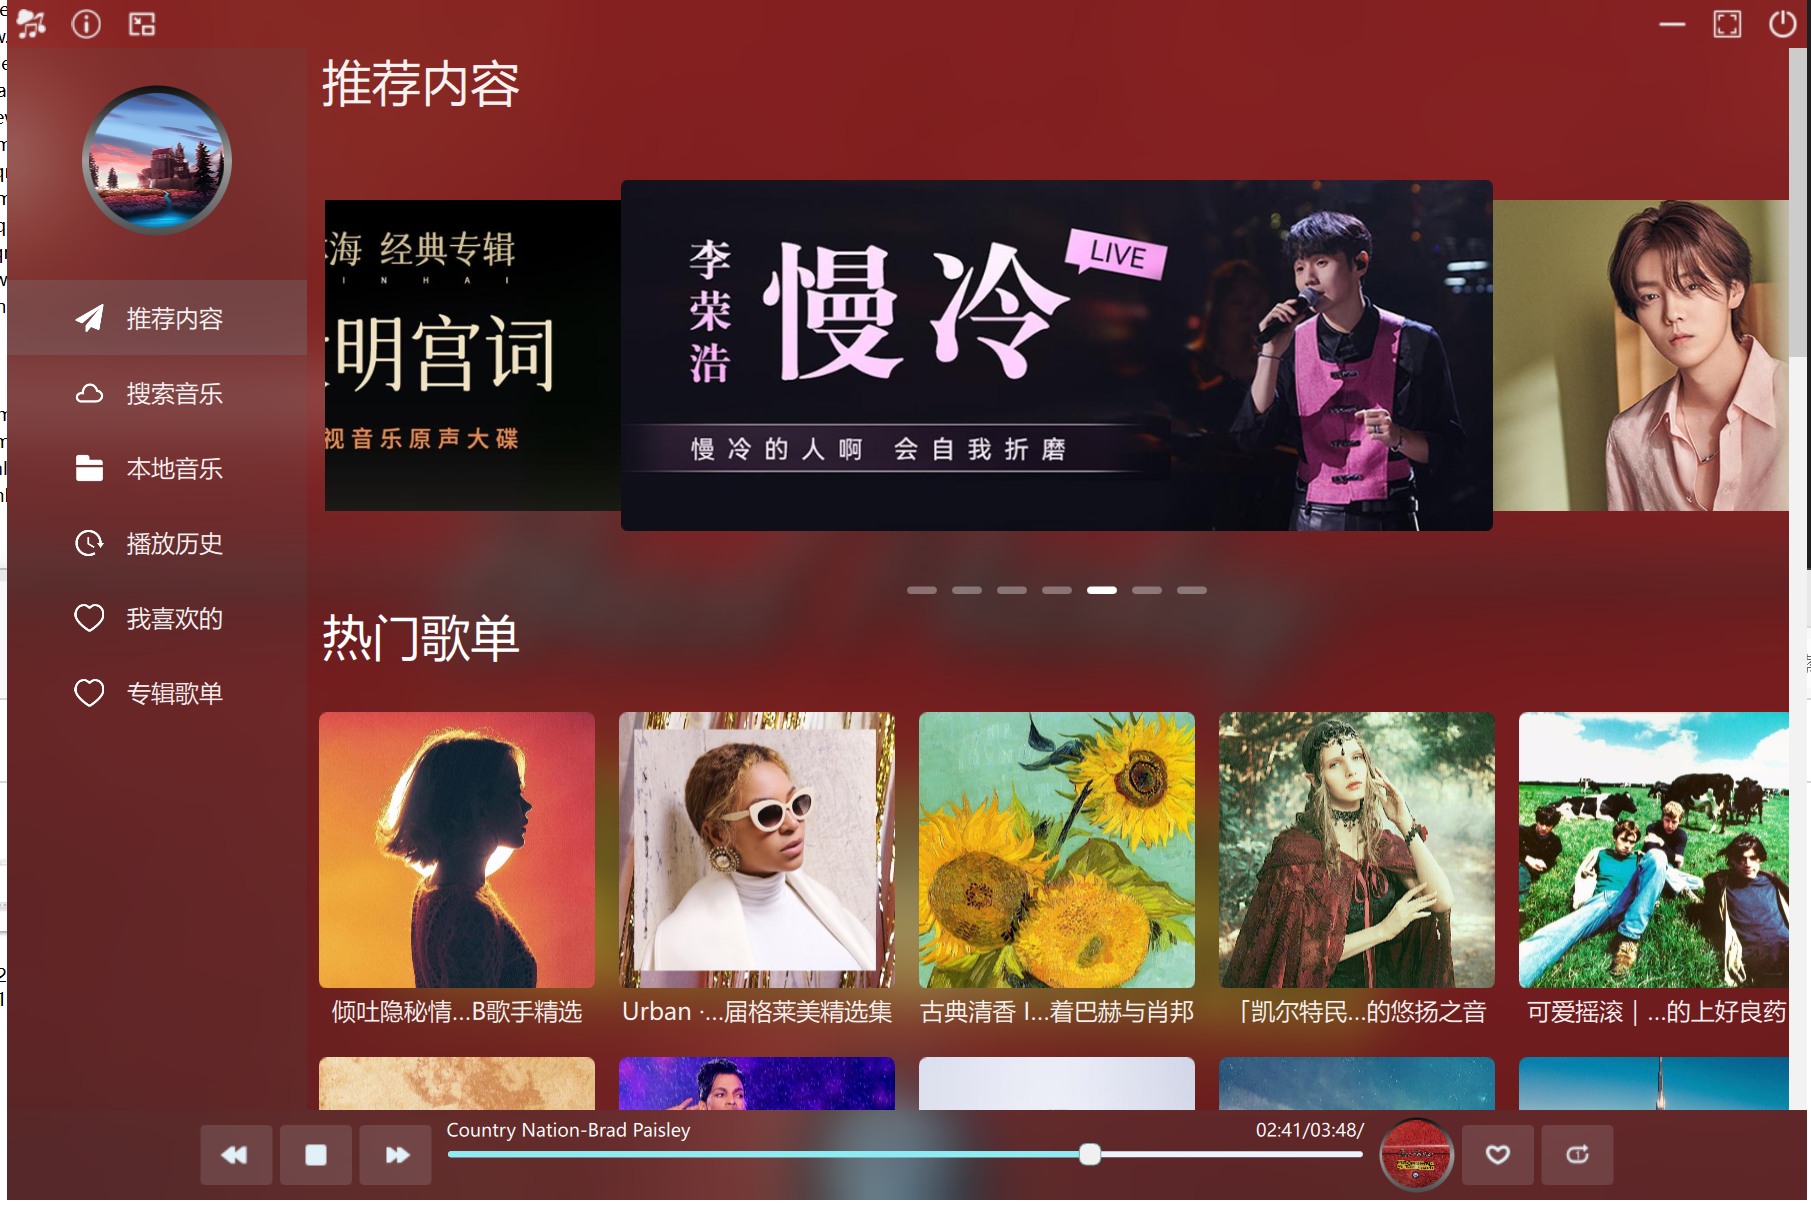 推荐内容
推荐内容
搜索音乐
本地音乐
播放历史
我喜欢的
专辑歌单
海 经典专辑
I N H A I
明宫词
视音乐原声大碟
李荣浩
慢冷
LIVE
慢冷的人啊 会自我折磨
热门歌单
倾吐隐秘情...B歌手精选
Urban ·...届格莱美精选集
古典清香 I...着巴赫与肖邦
「凯尔特民...的悠扬之音
可爱摇滚｜...的上好良药
Country Nation-Brad Paisley
02:41/03:48/